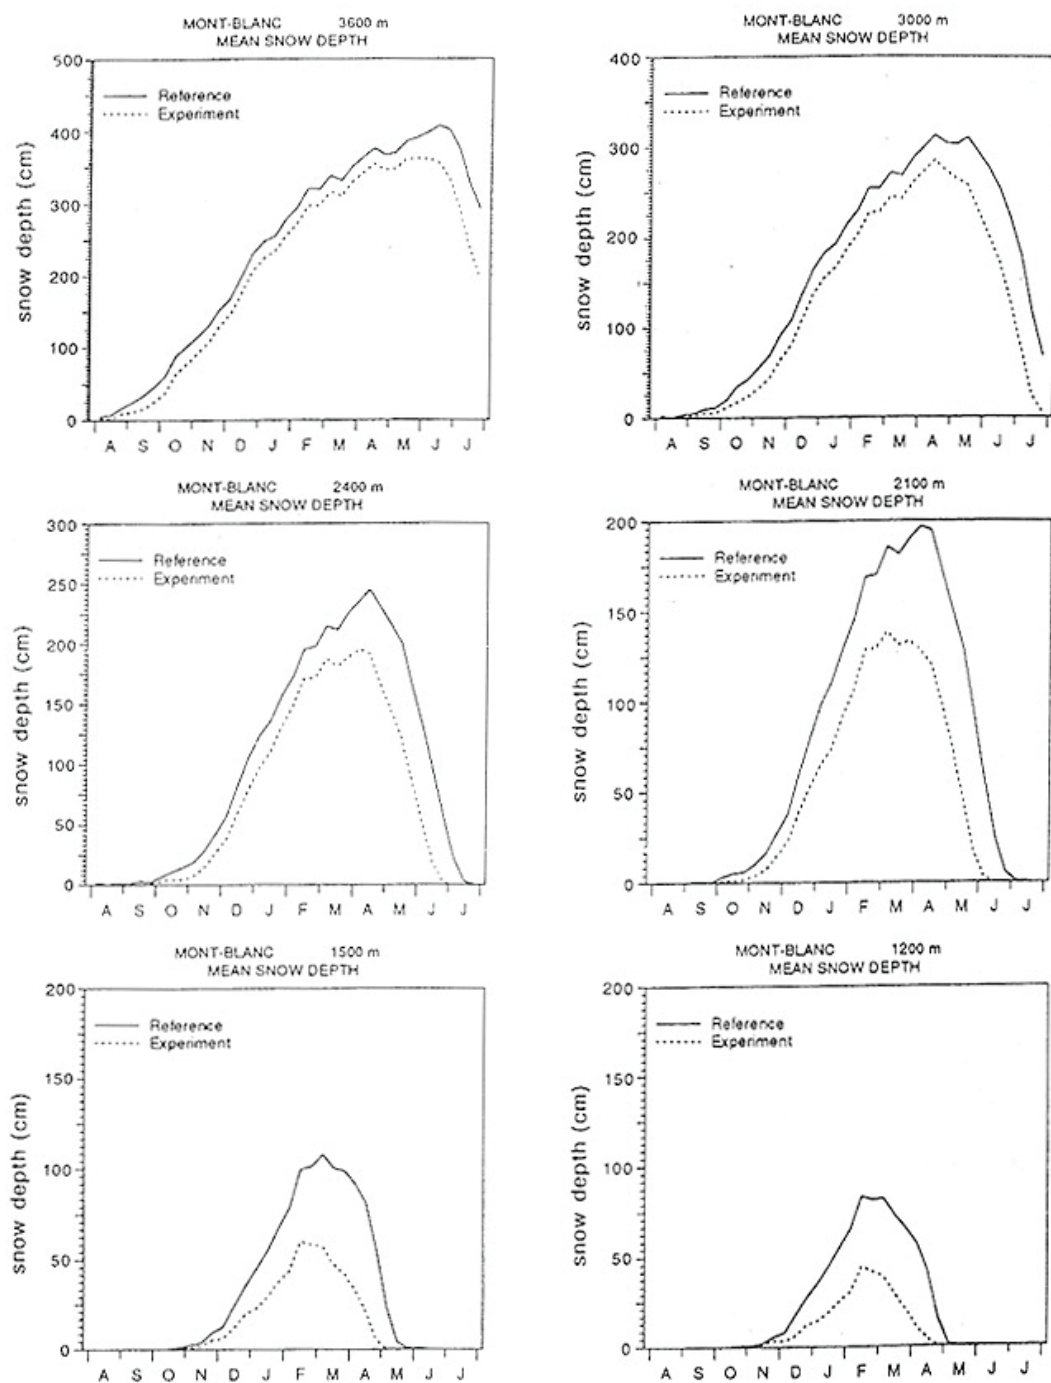 MONT-BLANC 3600 m
MEAN SNOW DEPTH
500
400
300
200
100
0
snow depth (cm)
Reference
Experiment
A S O N D J F M A M J J
MONT-BLANC 3000 m
MEAN SNOW DEPTH
400
300
200
100
0
snow depth (cm)
Reference
Experiment
A S O N D J F M A M J J
MONT-BLANC 2400 m
MEAN SNOW DEPTH
300
250
200
150
100
50
0
snow depth (cm)
Reference
Experiment
A S O N D J F M A M J J
MONT-BLANC 2100 m
MEAN SNOW DEPTH
200
150
100
50
0
snow depth (cm)
Reference
Experiment
A S O N D J F M A M J J
MONT-BLANC 1500 m
MEAN SNOW DEPTH
200
150
100
50
0
snow depth (cm)
Reference
Experiment
A S O N D J F M A M J J
MONT-BLANC 1200 m
MEAN SNOW DEPTH
200
150
100
50
0
snow depth (cm)
Reference
Experiment
A S O N D J F M A M J J